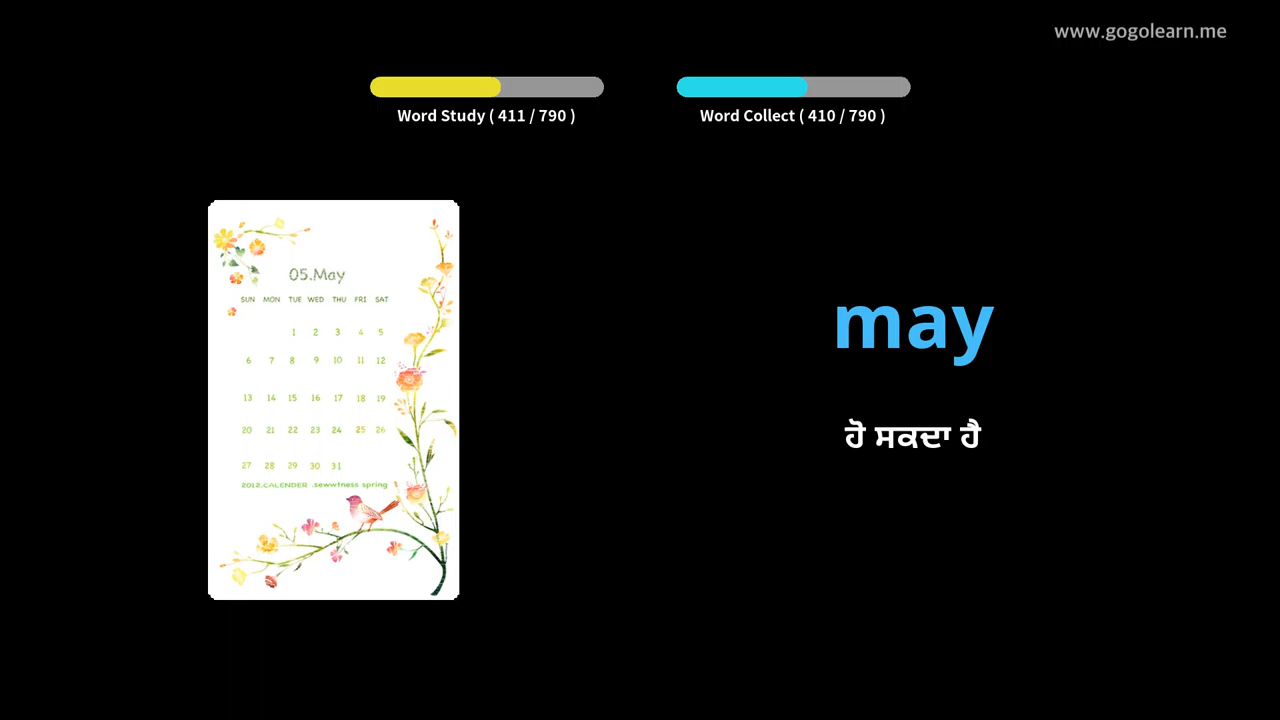 www.gogolearn.me
Word Study ( 411 / 790 )
Word Collect ( 410 / 790 )
05.May
SUN MON TUE WED THU FRI SAT
1 2 3 4 5
6 7 8 9 10 11 12
13 14 15 16 17 18 19
20 21 22 23 24 25 26
27 28 29 30 31
2012.CALENDER .sewwtness spring
may
ਹੋ ਸਕਦਾ ਹੈ